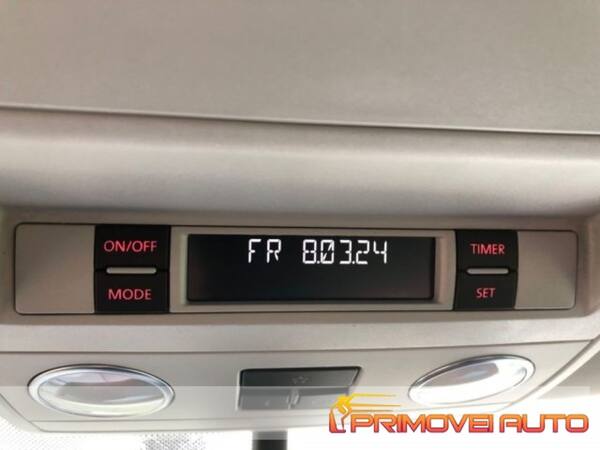 ON/OFF
FR 8.03.24
TIMER
MODE
SET
PRIMOVEI AUTO